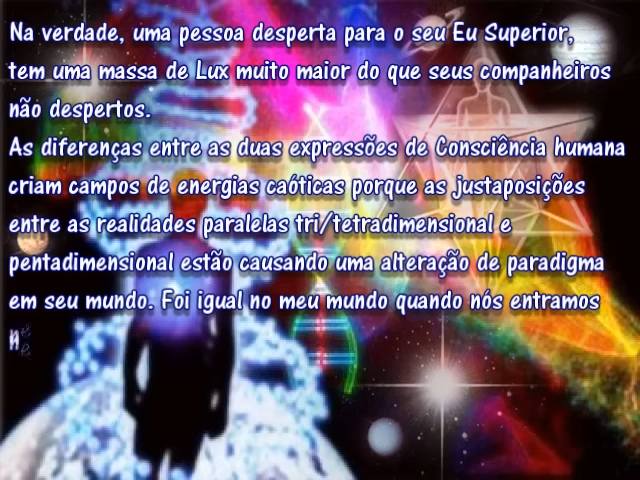 Na verdade, uma pessoa desperta para o seu Eu Superior,
tem uma massa de Lux muito maior do que seus companheiros
não despertos.
As diferenças entre as duas expressões de Consciência humana
criam campos de energias caóticas porque as justaposições
entre as realidades paralelas tri/tetradimensional e
pentadimensional estão causando uma alteração de paradigma
em seu mundo. Foi igual no meu mundo quando nós entramos
n